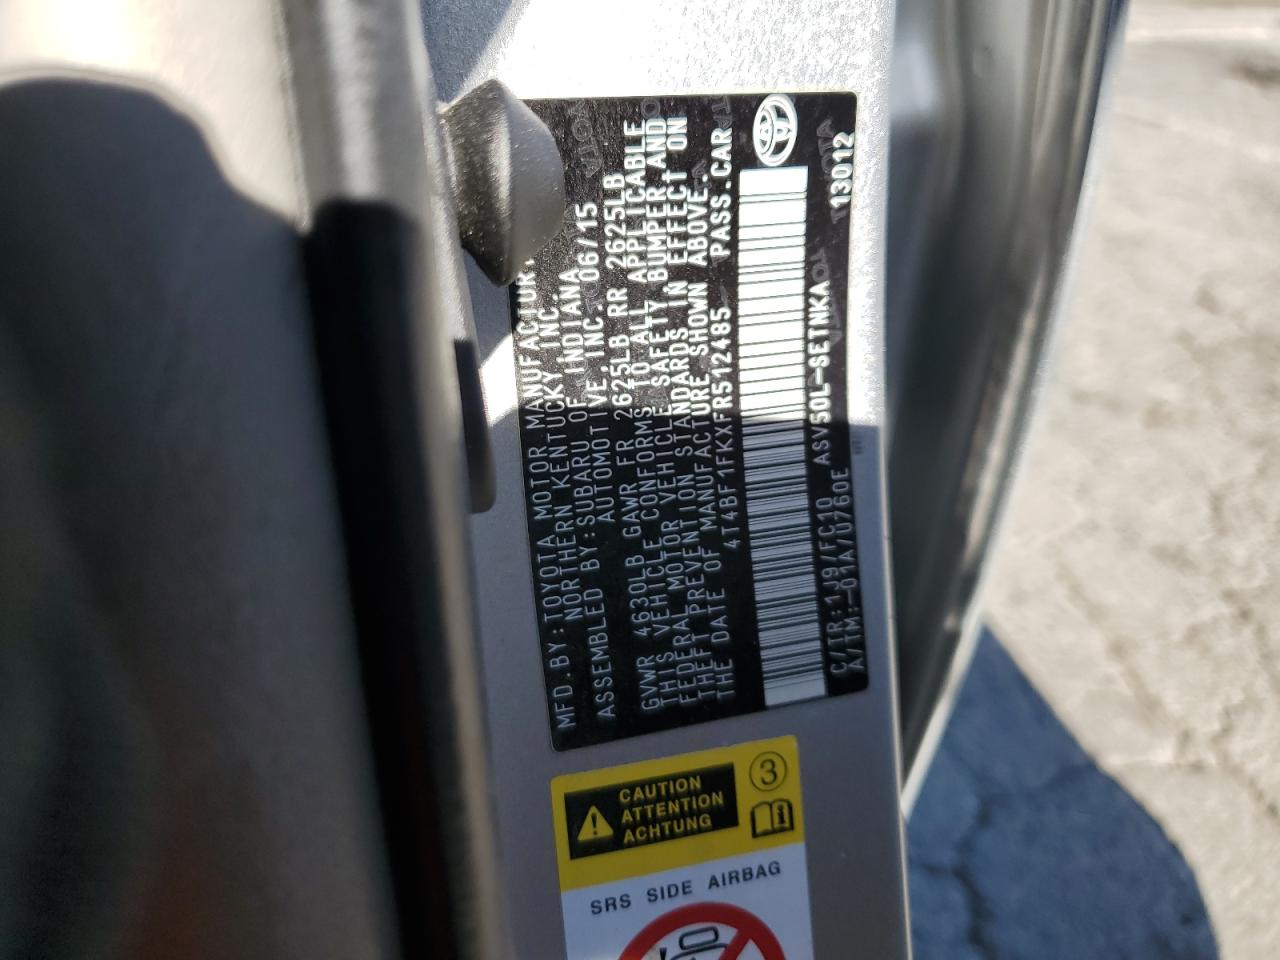 MFD.BY:TOYOTA MOTOR MANUFACTUR
NORTHERN KENTUCKY INC.
ASSEMBLED BY:SUBARU OF INDIANA
AUTOMOTIVE,INC. 06/15
GVWR 4630LB GAWR FR 2625LB RR 2625LB
THIS VEHICLE CONFORMS TO ALL APPLICABLE
FEDERAL MOTOR VEHICLE SAFETY,BUMPER AND
THEFT PREVENTION STANDARDS IN EFFECT ON
THE DATE OF MANUFACTURE SHOWN ABOVE.
4T4BF1FKXFR512485 PASS.CAR
C/TR:1J9/FC10 ASV50L-SETNKA
A/TM:-01A/U760E 13012
CAUTION
ATTENTION
ACHTUNG
3
SRS SIDE AIRBAG